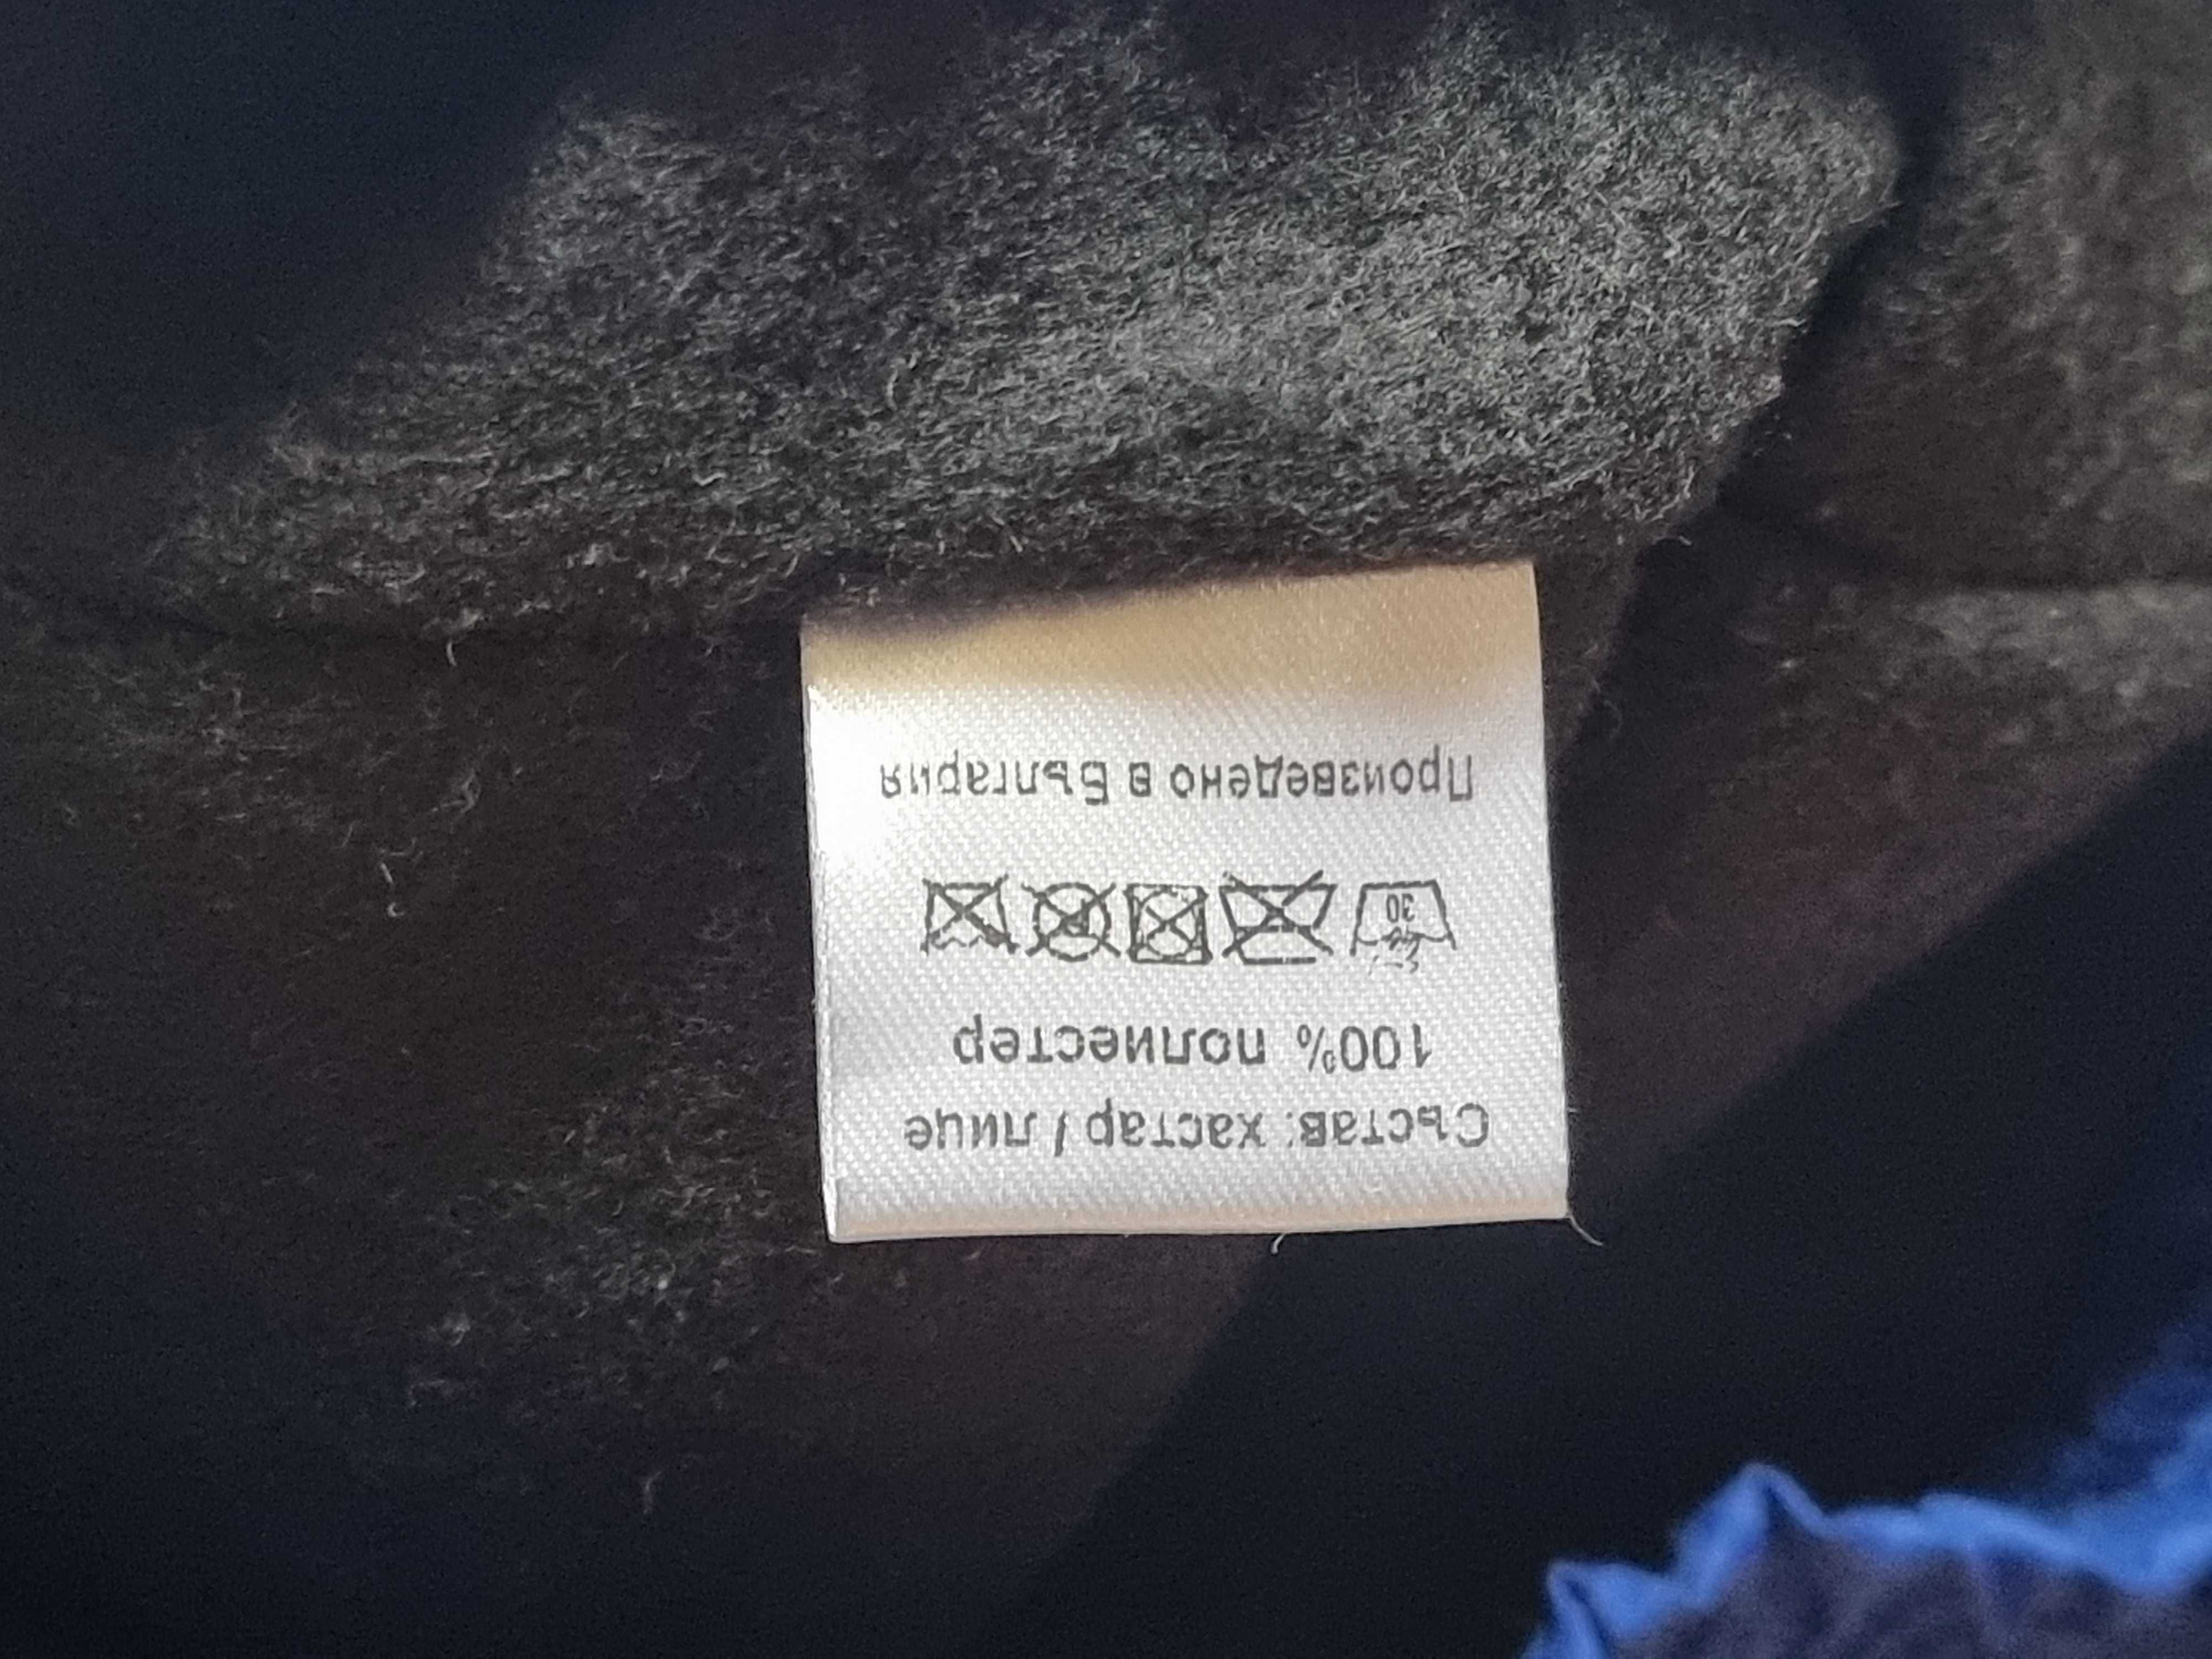 Състав: хастар / лице
100% полиестер
30
Произведено в България